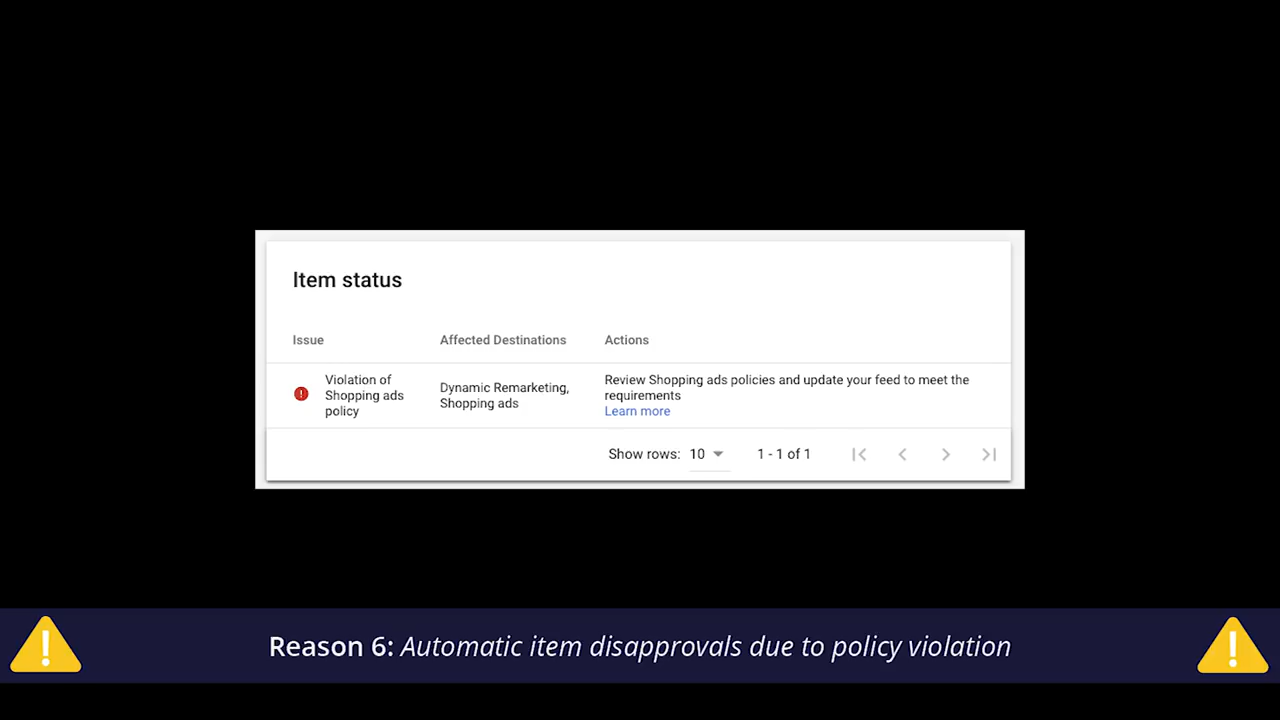 Item status
Issue
Affected Destinations
Actions
Violation of
Shopping ads
policy
Dynamic Remarketing,
Shopping ads
Review Shopping ads policies and update your feed to meet the
requirements
Learn more
Show rows: 10 1 - 1 of 1
Reason 6: Automatic item disapprovals due to policy violation